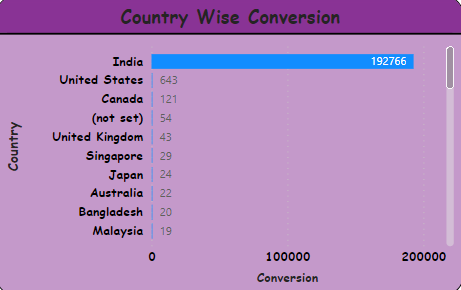 Country Wise Conversion
Country
India 192766
United States 643
Canada 121
(not set) 54
United Kingdom 43
Singapore 29
Japan 24
Australia 22
Bangladesh 20
Malaysia 19
0 100000 200000
Conversion